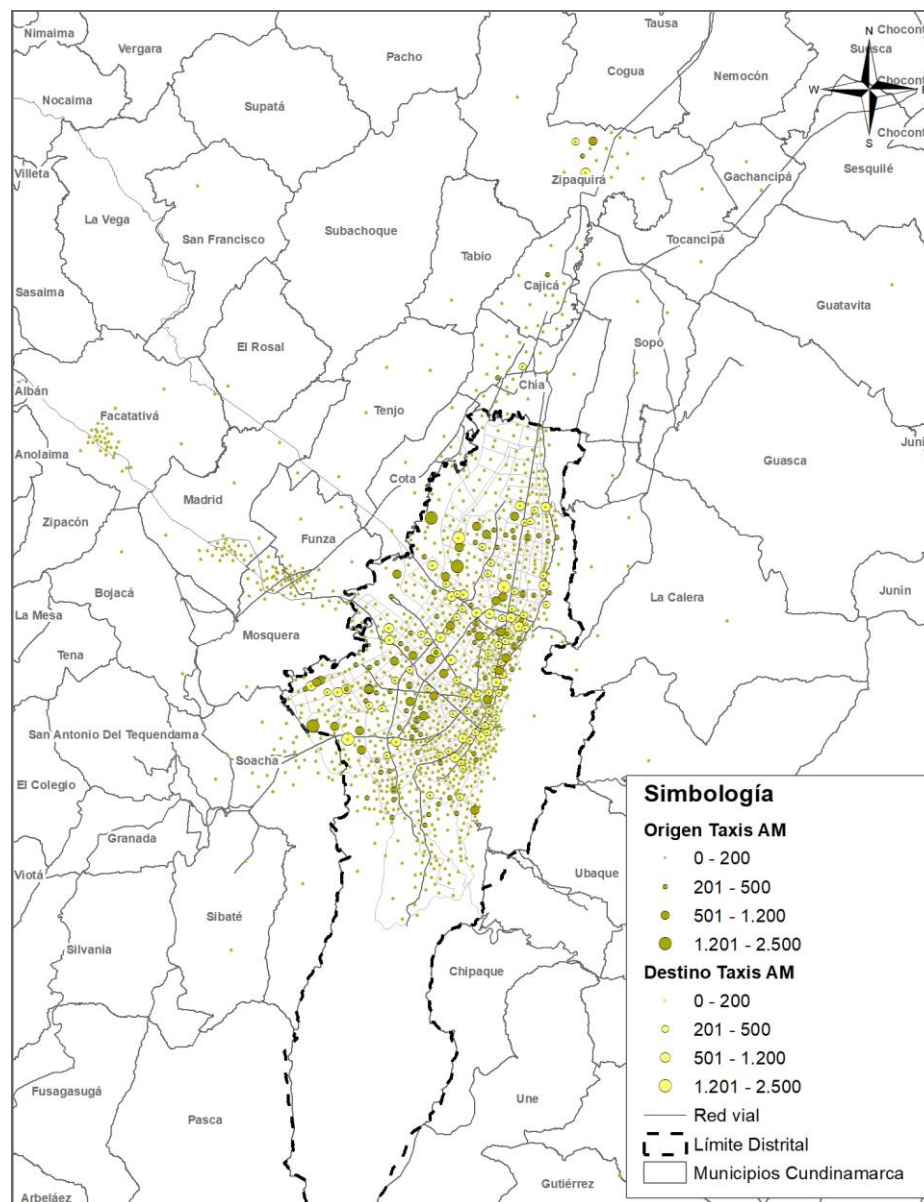 Tausa
Nimaima
Vergara
Pacho
N
Chocont
Suesca
Cogua
Nemocón
Chocont
Nocaima
Supatá
W
E
S
Chocont
Villeta
Zipaquirá
Gachancipá
Sesquilé
La Vega
San Francisco
Subachoque
Tabio
Tocancipá
Sasaima
Cajicá
Guatavita
El Rosal
Sopó
Albán
Facatativá
Tenjo
Chía
Anolaima
Guasca
Juní
Madrid
Cota
Zipacón
Funza
Bojacá
La Calera
Junín
La Mesa
Mosquera
Tena
San Antonio Del Tequendama
Soacha
El Colegio
Granada
Viotá
Sibaté
Ubaque
Silvania
Chipaque
Fusagasugá
Pasca
Une
Arbeláez
Gutiérrez
Simbología
Origen Taxis AM
0 - 200
201 - 500
501 - 1.200
1.201 - 2.500
Destino Taxis AM
0 - 200
201 - 500
501 - 1.200
1.201 - 2.500
Red vial
Límite Distrital
Municipios Cundinamarca